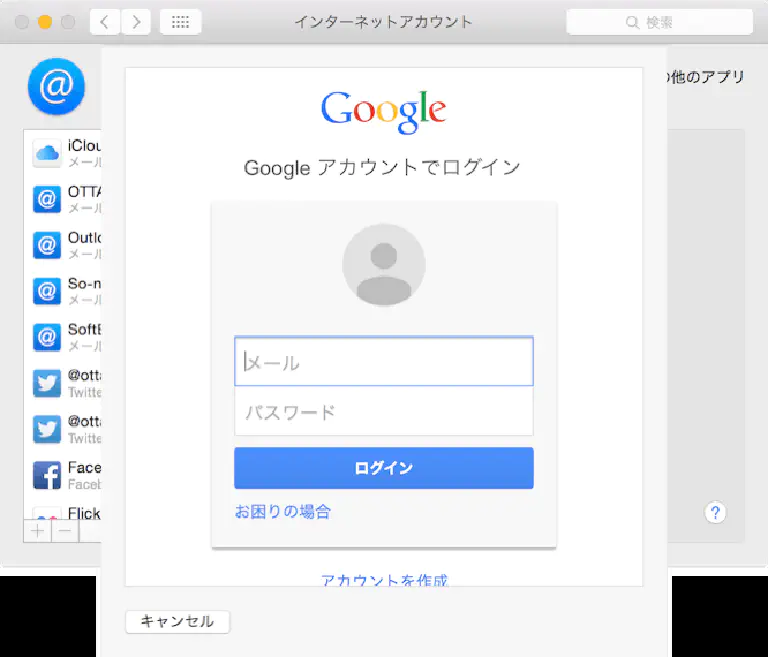 インターネットアカウント
検索
の他のアプリ
Google
Google アカウントでログイン
iClou
メール
OTTA
メール
Outlo
メール
So-n
メール
SoftB
メール
@otta
Twitte
@otta
Twitte
Face
Faceb
Flick
メール
パスワード
ログイン
お困りの場合
アカウントを作成
キャンセル